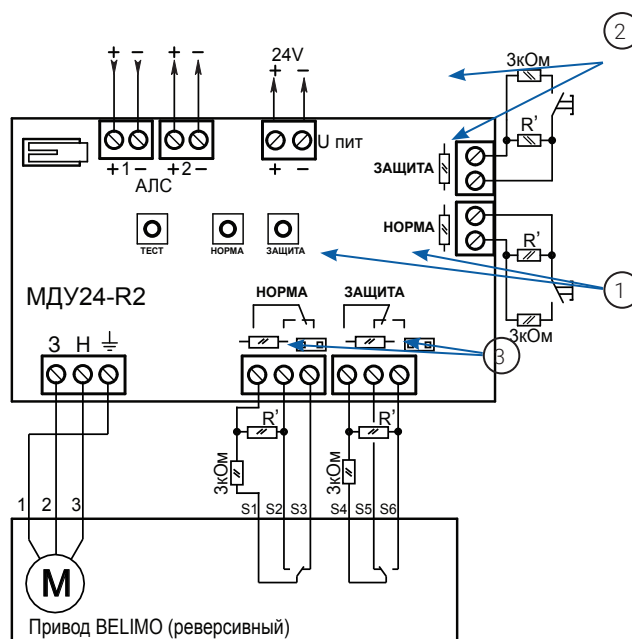 + − + − 24V
+ −
2
3кОм
R’
+1− +2−
АЛС
+ −
U пит
ЗАЩИТА
НОРМА
ТЕСТ НОРМА ЗАЩИТА
R’
1
3кОм
МДУ24-R2
НОРМА ЗАЩИТА
3
З Н
R’ R’
3кОм 3кОм
1 2 3 S1 S2 S3 S4 S5 S6
М
Привод BELIMO (реверсивный)